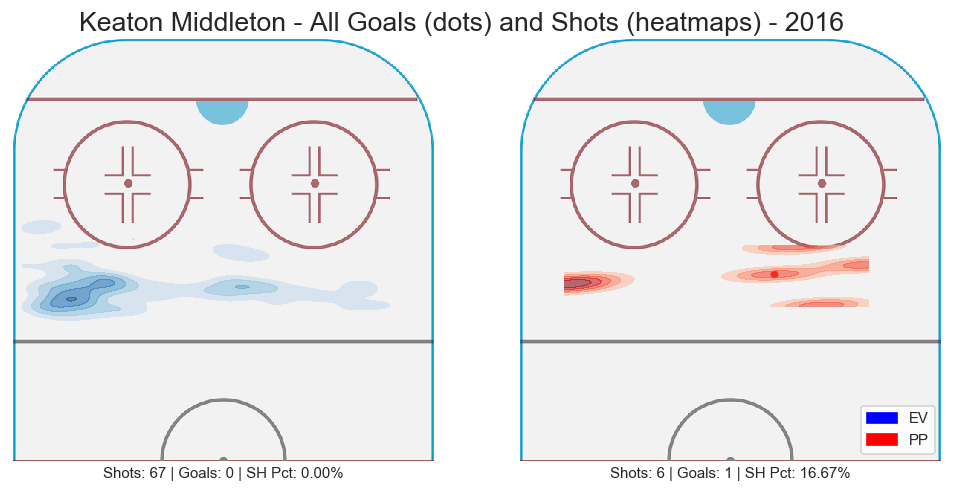 Keaton Middleton - All Goals (dots) and Shots (heatmaps) - 2016
EV
PP
Shots: 67 | Goals: 0 | SH Pct: 0.00%
Shots: 6 | Goals: 1 | SH Pct: 16.67%